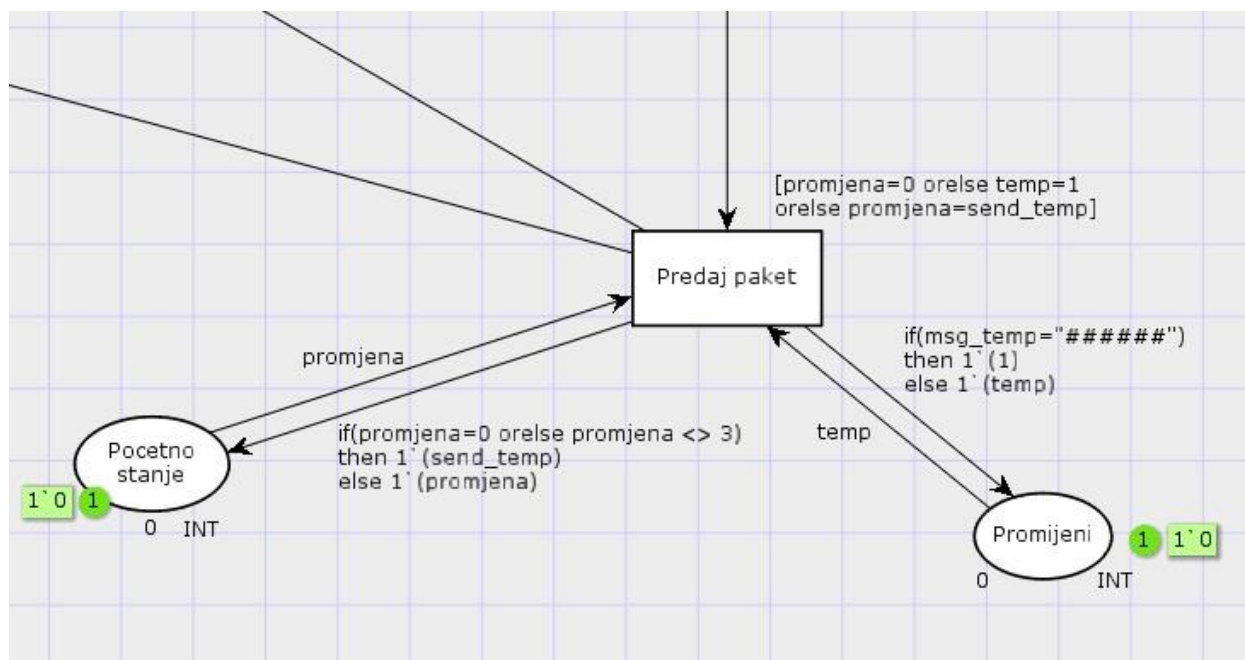 [promjena=0 orelse temp=1
orelse promjena=send_temp]
Predaj paket
if(msg_temp="######")
then 1`(1)
else 1`(temp)
promjena
temp
if(promjena=0 orelse promjena <> 3)
then 1`(send_temp)
else 1`(promjena)
Pocetno
stanje
1`0 1
0 INT
Promijeni
1 1`0
0 INT